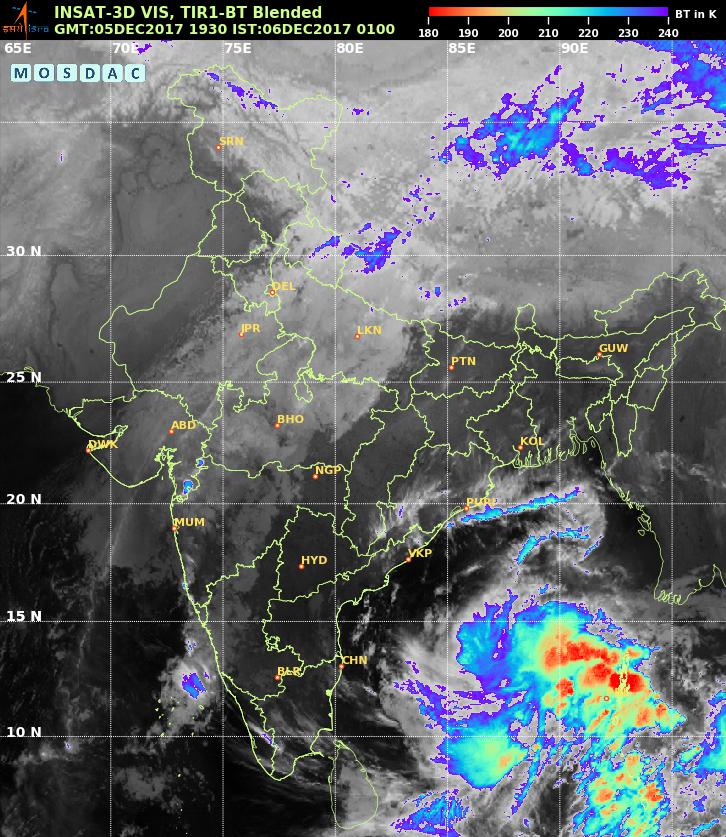 INSAT-3D VIS, TIR1-BT Blended
GMT:05DEC2017 1930 IST:06DEC2017 0100
BT in K
180 190 200 210 220 230 240
65E 70E 75E 80E 85E 90E
MOSDAC
SRN
30 N
DEL
JPR LKN
GUW
PTN
25 N
ABD BHO
DWK KOL
NGP
20 N PURI
MUM
HYD VKP
15 N
BLR CHN
10 N